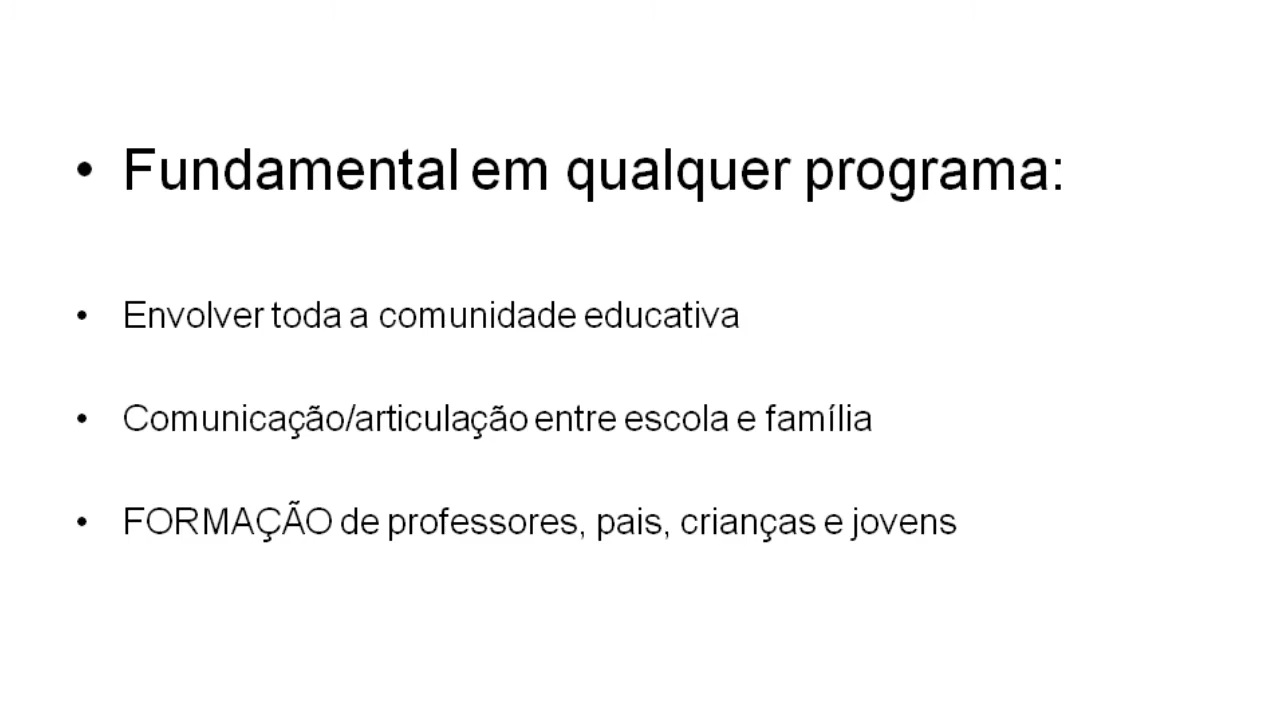 • Fundamental em qualquer programa:
• Envolver toda a comunidade educativa
• Comunicação/articulação entre escola e família
• FORMAÇÃO de professores, pais, crianças e jovens